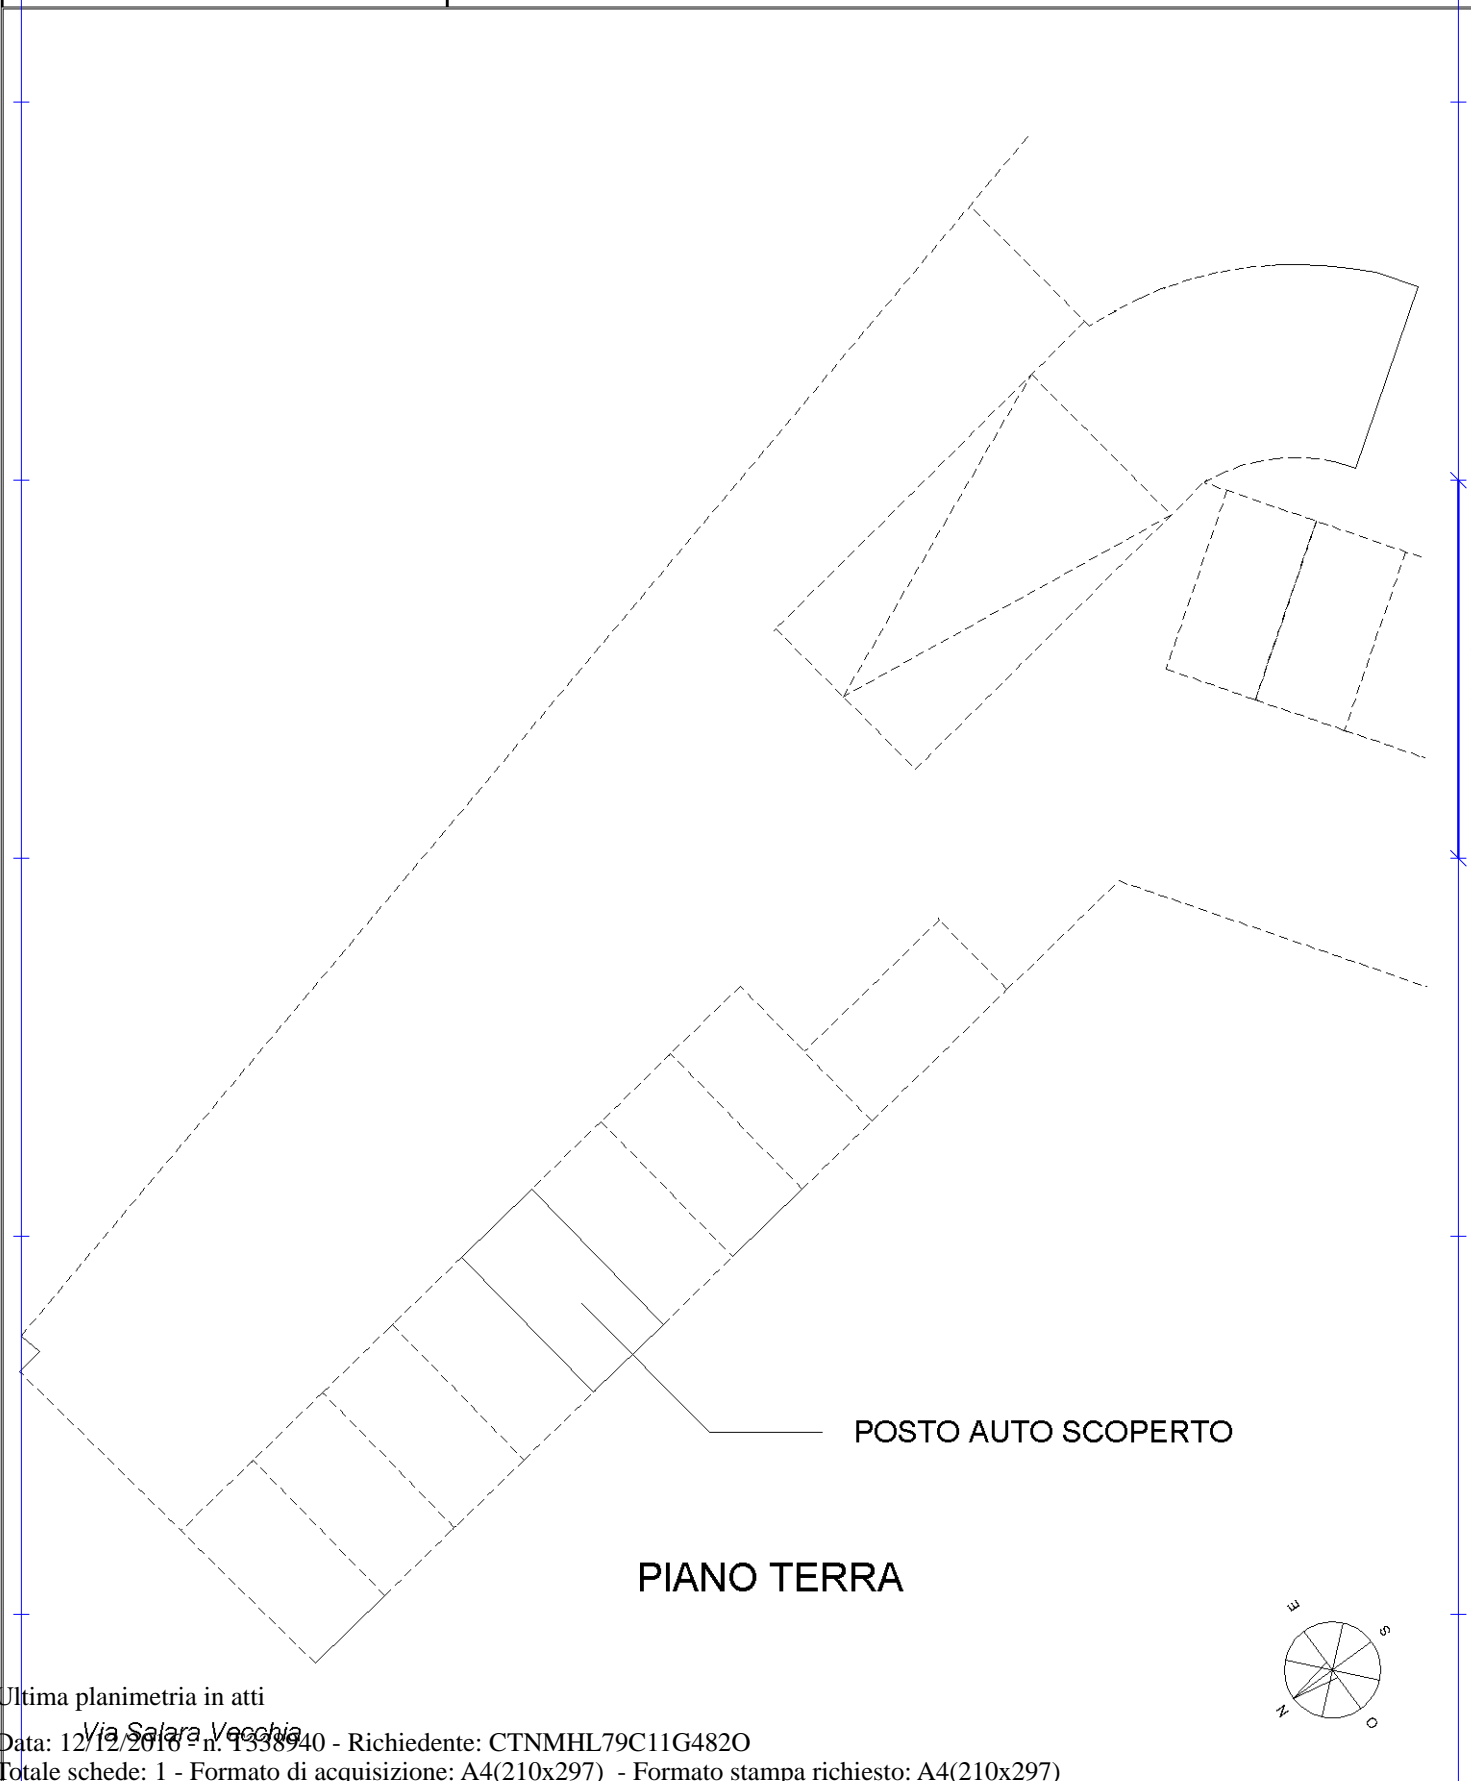 POSTO AUTO SCOPERTO
PIANO TERRA
E
S
N
O
Ultima planimetria in atti
Via Salara Vecchia
Data: 12/12/2016 - n. T338940 - Richiedente: CTNMHL79C11G482O
Totale schede: 1 - Formato di acquisizione: A4(210x297) - Formato stampa richiesto: A4(210x297)